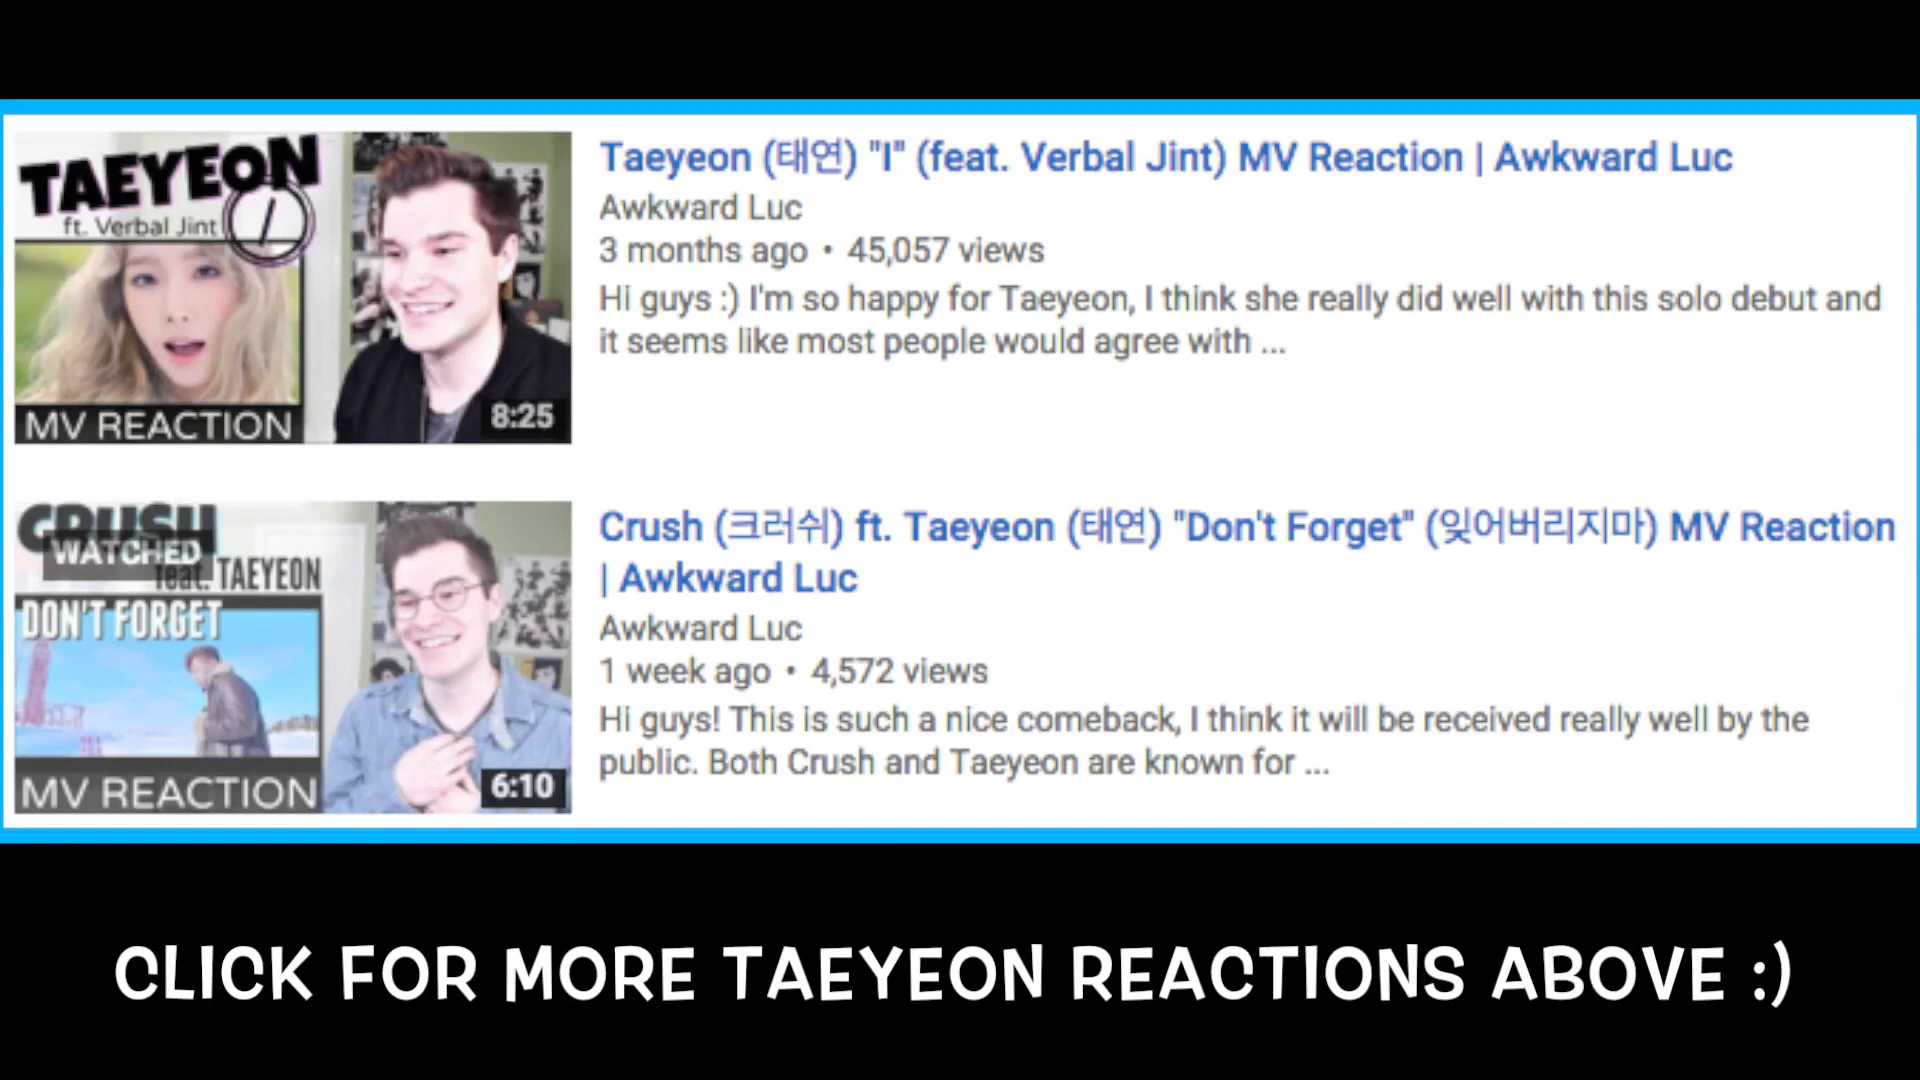 TAEYEON
ft. Verbal Jint
MV REACTION
8:25
Taeyeon (태연) "I" (feat. Verbal Jint) MV Reaction | Awkward Luc
Awkward Luc
3 months ago • 45,057 views
Hi guys :) I'm so happy for Taeyeon, I think she really did well with this solo debut and
it seems like most people would agree with ...
CRUSH
WATCHED
feat. TAEYEON
DON'T FORGET
MV REACTION
6:10
Crush (크러쉬) ft. Taeyeon (태연) "Don't Forget" (잊어버리지마) MV Reaction
| Awkward Luc
Awkward Luc
1 week ago • 4,572 views
Hi guys! This is such a nice comeback, I think it will be received really well by the
public. Both Crush and Taeyeon are known for ...
CLICK FOR MORE TAEYEON REACTIONS ABOVE :)